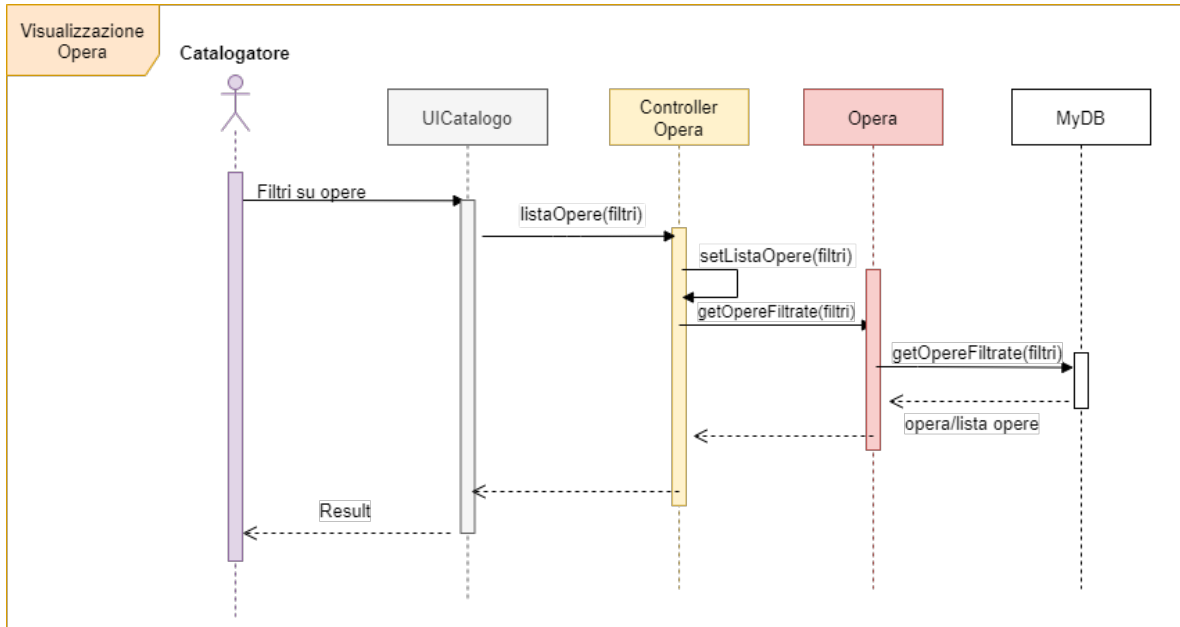 Visualizzazione
Opera
Catalogatore
UICatalogo
Controller
Opera
Opera
MyDB
Filtri su opere
listaOpere(filtri)
setListaOpere(filtri)
getOpereFiltrate(filtri)
getOpereFiltrate(filtri)
opera/lista opere
Result